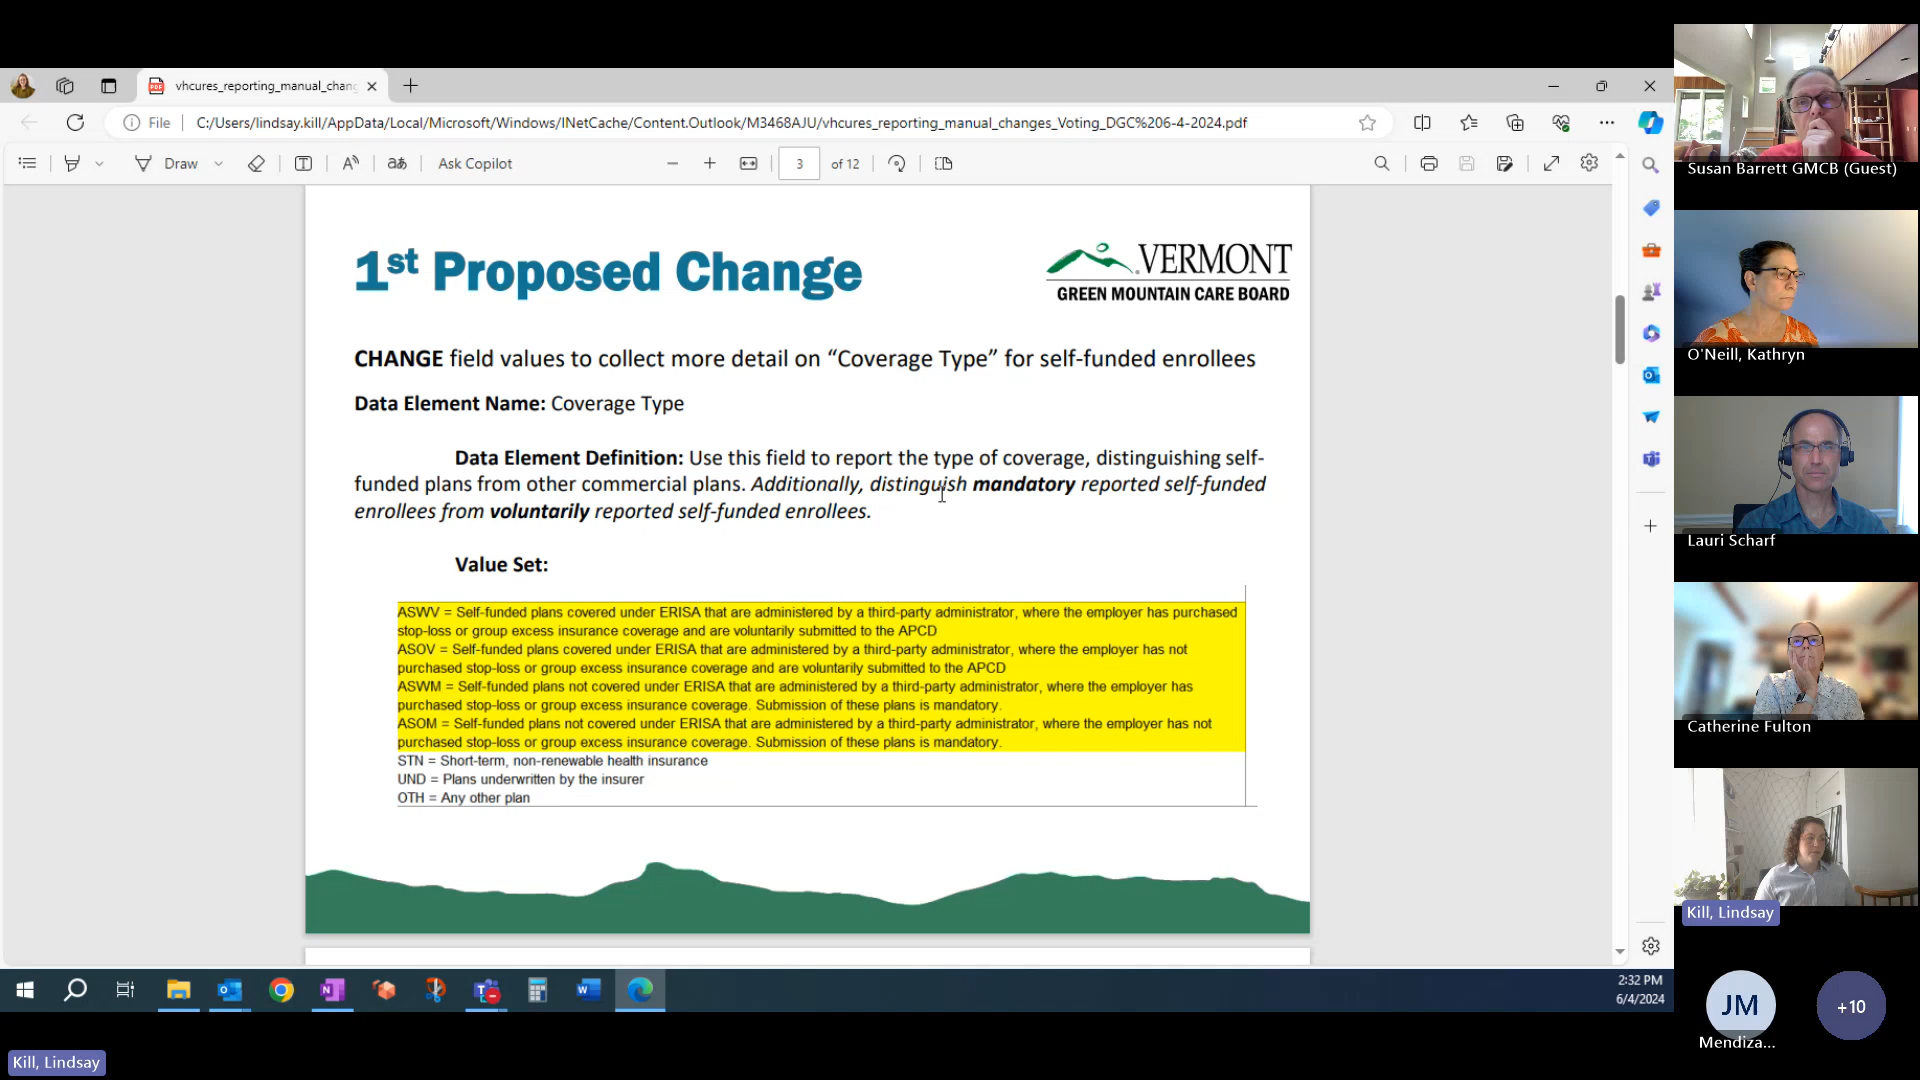 vhcures_reporting_manual_chang
File
C:/Users/lindsay.kill/AppData/Local/Microsoft/Windows/INetCache/Content.Outlook/M3468AJU/vhcures_reporting_manual_changes_Voting_DGC%206-4-2024.pdf
Draw
Ask Copilot
3 of 12
1st Proposed Change
VERMONT
GREEN MOUNTAIN CARE BOARD
CHANGE field values to collect more detail on “Coverage Type” for self-funded enrollees
Data Element Name: Coverage Type
Data Element Definition: Use this field to report the type of coverage, distinguishing self-
funded plans from other commercial plans. Additionally, distinguish mandatory reported self-funded
enrollees from voluntarily reported self-funded enrollees.
Value Set:
ASWV = Self-funded plans covered under ERISA that are administered by a third-party administrator, where the employer has purchased
stop-loss or group excess insurance coverage and are voluntarily submitted to the APCD
ASOV = Self-funded plans covered under ERISA that are administered by a third-party administrator, where the employer has not
purchased stop-loss or group excess insurance coverage and are voluntarily submitted to the APCD
ASWM = Self-funded plans not covered under ERISA that are administered by a third-party administrator, where the employer has
purchased stop-loss or group excess insurance coverage. Submission of these plans is mandatory.
ASOM = Self-funded plans not covered under ERISA that are administered by a third-party administrator, where the employer has not
purchased stop-loss or group excess insurance coverage. Submission of these plans is mandatory.
STN = Short-term, non-renewable health insurance
UND = Plans underwritten by the insurer
OTH = Any other plan
2:32 PM
6/4/2024
Kill, Lindsay
Susan Barrett GMCB (Guest)
O'Neill, Kathryn
Lauri Scharf
Catherine Fulton
Kill, Lindsay
JM
+10
Mendiza...